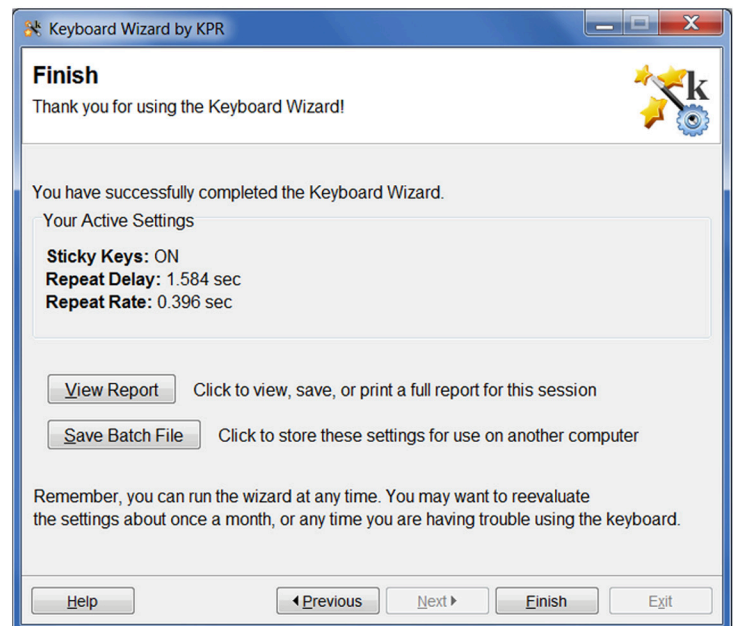 Keyboard Wizard by KPR
Finish
Thank you for using the Keyboard Wizard!
k
You have successfully completed the Keyboard Wizard.
Your Active Settings
Sticky Keys: ON
Repeat Delay: 1.584 sec
Repeat Rate: 0.396 sec
View Report Click to view, save, or print a full report for this session
Save Batch File Click to store these settings for use on another computer
Remember, you can run the wizard at any time. You may want to reevaluate
the settings about once a month, or any time you are having trouble using the keyboard.
Help Previous Next Finish Exit